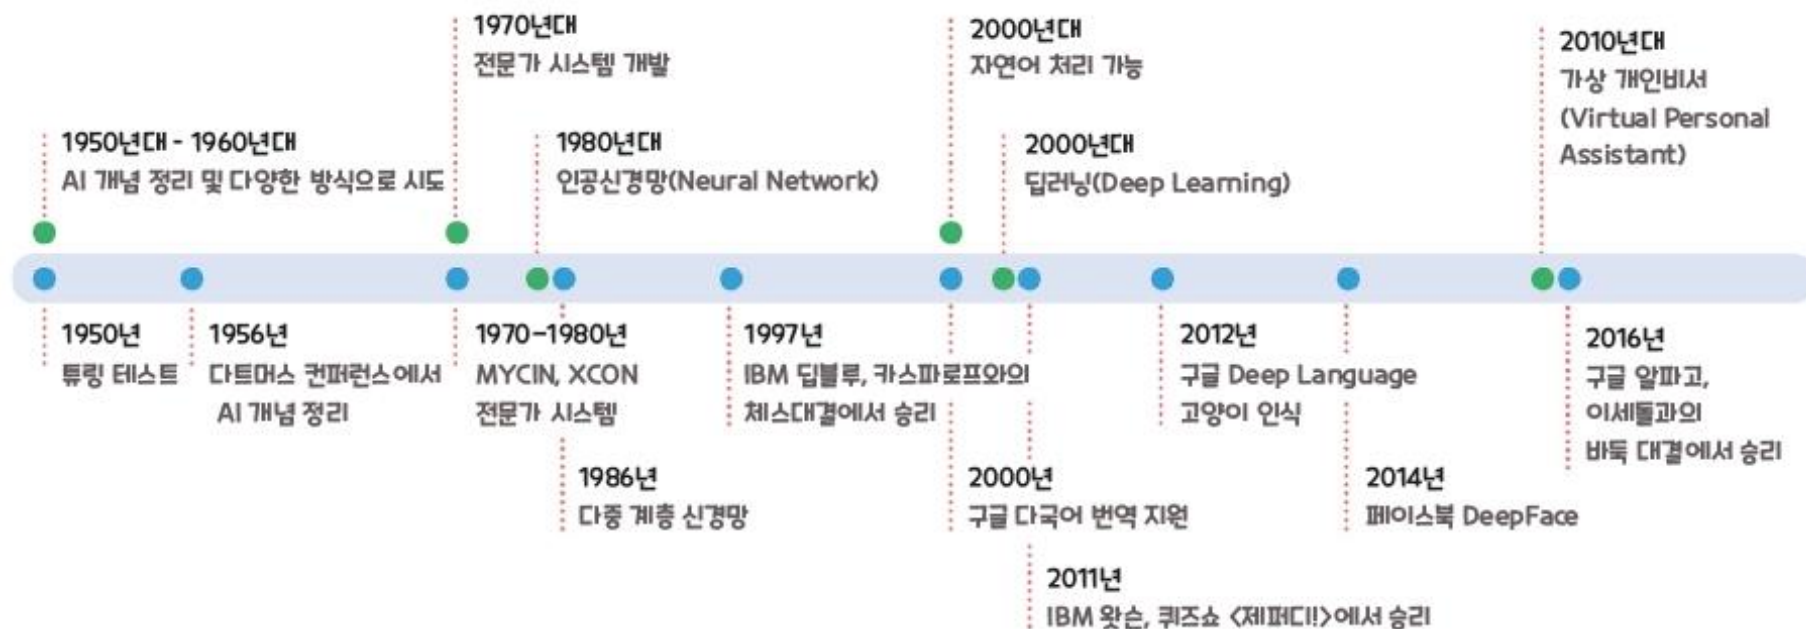 1970년대
전문가 시스템 개발
2000년대
자연어 처리 가능
2010년대
가상 개인비서
(Virtual Personal
Assistant)
1950년대 - 1960년대
AI 개념 정리 및 다양한 방식으로 시도
1980년대
인공신경망(Neural Network)
2000년대
딥러닝(Deep Learning)
1950년
튜링 테스트
1956년
다트머스 컨퍼런스에서
AI 개념 정리
1970-1980년
MYCIN, XCON
전문가 시스템
1997년
IBM 딥블루, 카스파로프와의
체스대결에서 승리
2012년
구글 Deep Language
고양이 인식
2016년
구글 알파고,
이세돌과의
바둑 대결에서 승리
1986년
다중 계층 신경망
2000년
구글 다국어 번역 지원
2014년
페이스북 DeepFace
2011년
IBM 왓슨, 퀴즈쇼 <제퍼디!>에서 승리